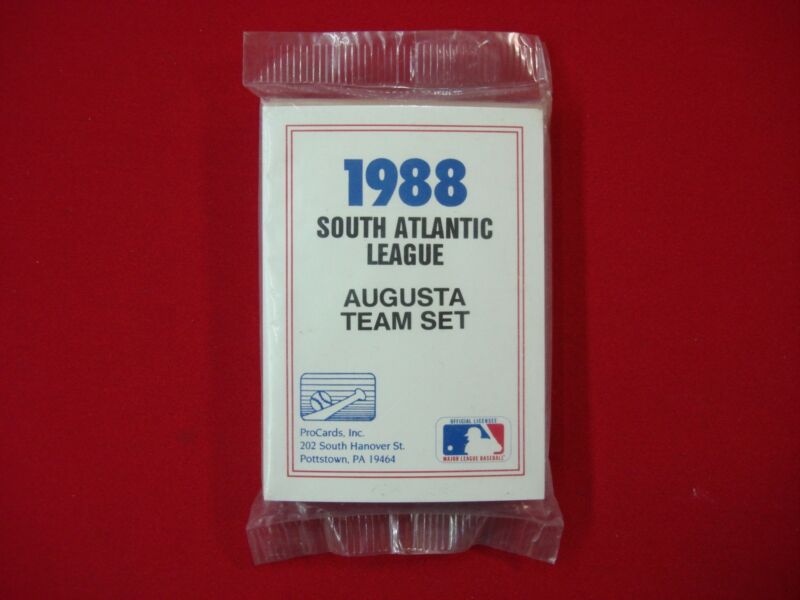 1988
SOUTH ATLANTIC
LEAGUE
AUGUSTA
TEAM SET
ProCards, Inc.
202 South Hanover St.
Pottstown, PA 19464
OFFICIAL LICENSEE
MAJOR LEAGUE BASEBALL